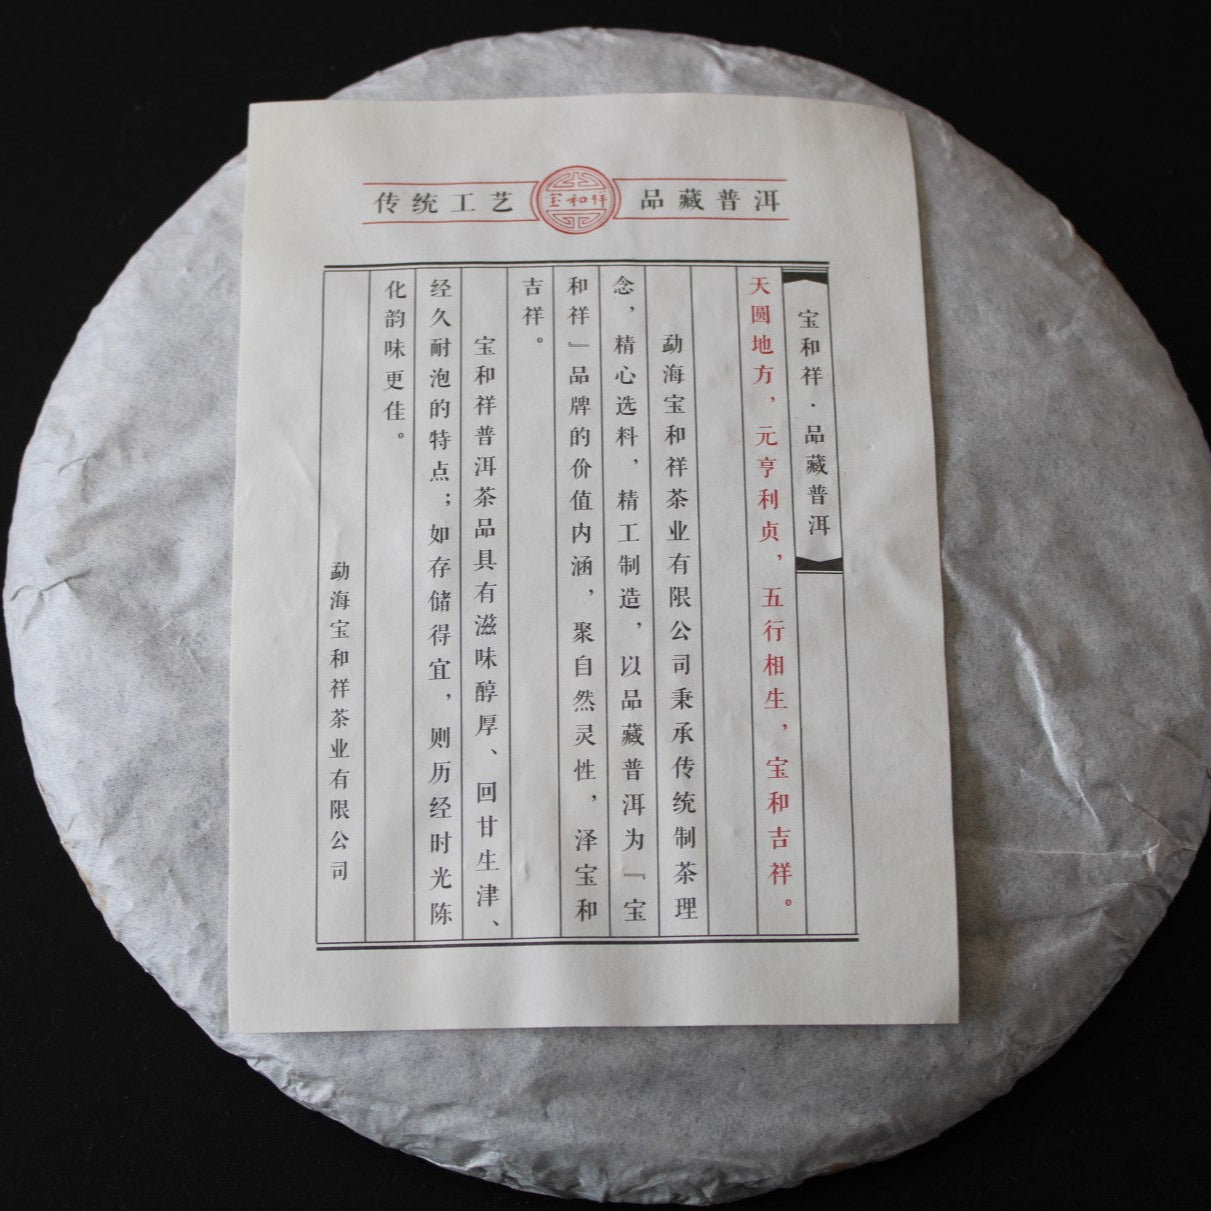 传统工艺 宝和祥 品藏普洱
宝和祥·品藏普洱
天圆地方，元亨利贞，五行相生，宝和吉祥。
勐海宝和祥茶业有限公司秉承传统制茶理
念，精心选料，精工制造，以品藏普洱为『宝
和祥』品牌的价值内涵，聚自然灵性，泽宝和
吉祥。
宝和祥普洱茶品具有滋味醇厚、回甘生津、
经久耐泡的特点；如存储得宜，则历经时光陈
化韵味更佳。
勐海宝和祥茶业有限公司